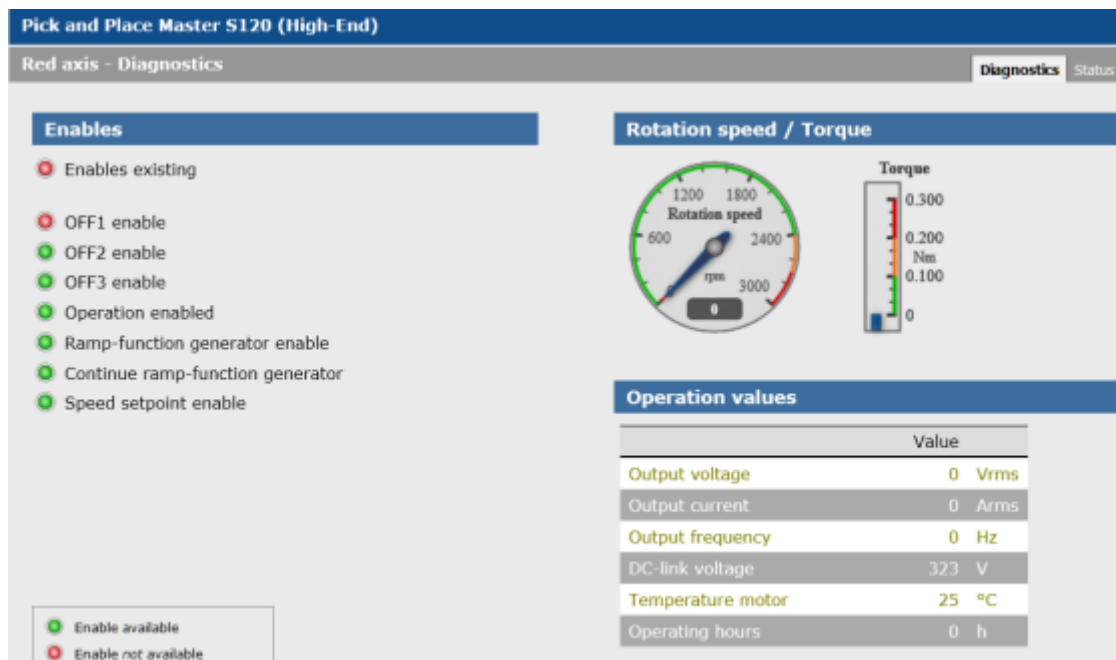 Pick and Place Master S120 (High-End)
Red axis - Diagnostics
Diagnostics Status
Enables
Enables existing
OFF1 enable
OFF2 enable
OFF3 enable
Operation enabled
Ramp-function generator enable
Continue ramp-function generator
Speed setpoint enable
Enable available
Enable not available
Rotation speed / Torque
1200 1800
Rotation speed
600 2400
rpm 3000
0
Torque
0.300
0.200
Nm
0.100
0
Operation values
Value
Output voltage 0 Vrms
Output current 0 Arms
Output frequency 0 Hz
DC-link voltage 323 V
Temperature motor 25 °C
Operating hours 0 h